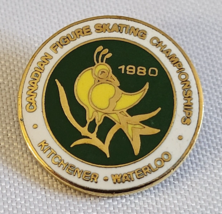 CANADIAN FIGURE SKATING CHAMPIONSHIPS
1980
KITCHENER - WATERLOO